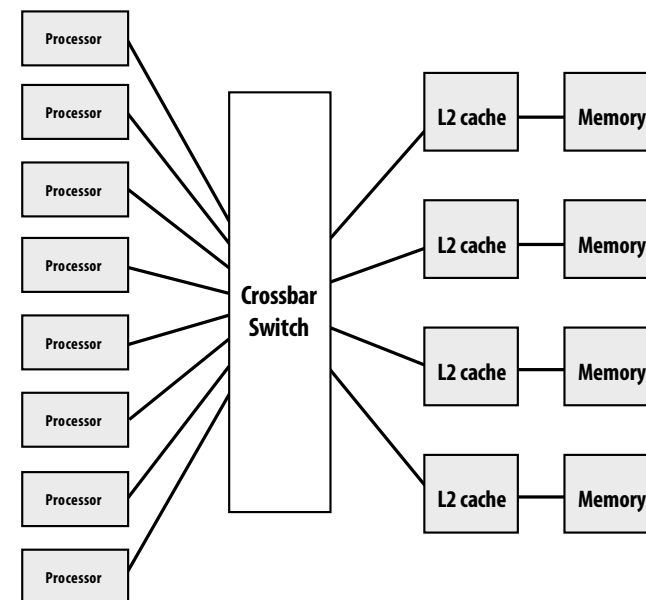 Processor
Processor
Processor
Processor
Processor
Processor
Processor
Processor
Crossbar
Switch
L2 cache
Memory
L2 cache
Memory
L2 cache
Memory
L2 cache
Memory